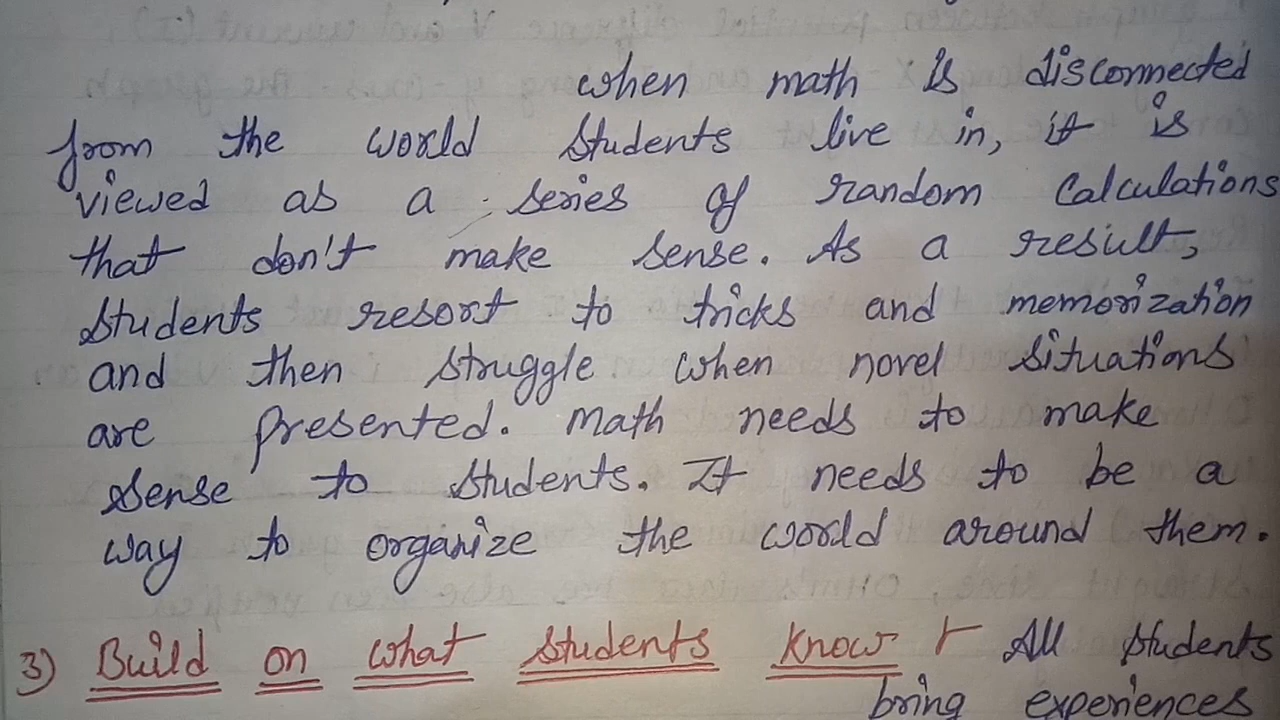 when math is disconnected
from the world students live in, it is
viewed as a series of random Calculations
that don't make sense. As a result,
students resort to tricks and memorization
and then struggle when novel situations
are presented. Math needs to make
sense to students. It needs to be a
way to organize the world around them.
3) Build on what students know :- All students
bring experiences